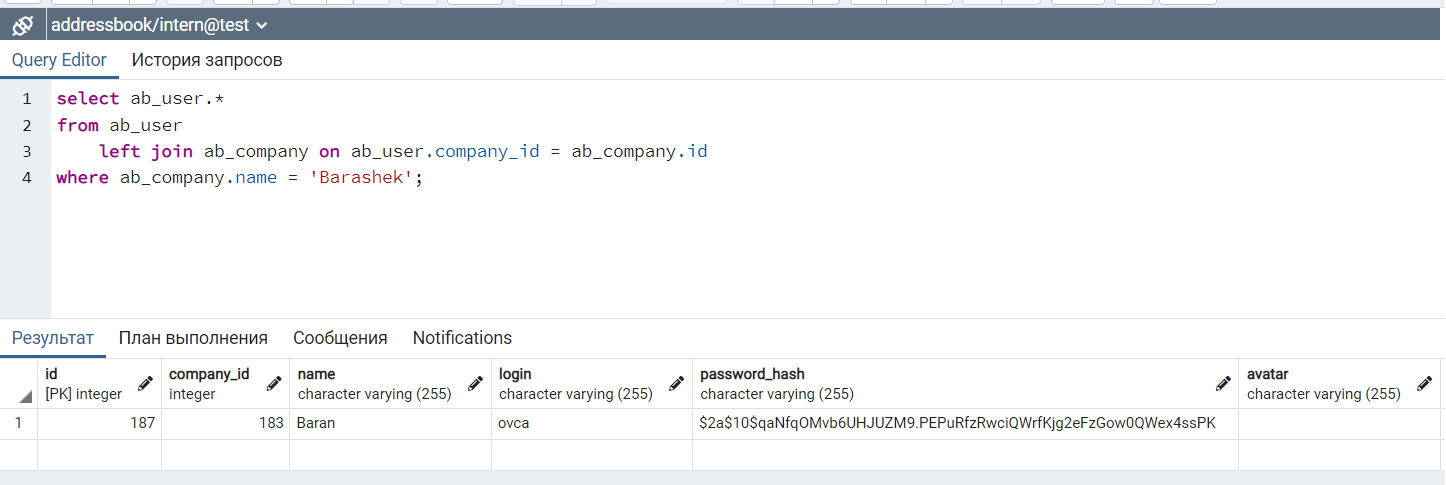 addressbook/intern@test
Query Editor История запросов
1 select ab_user.*
2 from ab_user
3 left join ab_company on ab_user.company_id = ab_company.id
4 where ab_company.name = 'Barashek';
Результат План выполнения Сообщения Notifications
id company_id name login password_hash avatar
[PK] integer integer character varying (255) character varying (255) character varying (255) character varying (255)
1 187 183 Baran ovca $2a$10$qaNfqOMvb6UHJUZM9.PEPuRfzRwciQWrfKjg2eFzGow0QWex4ssPK